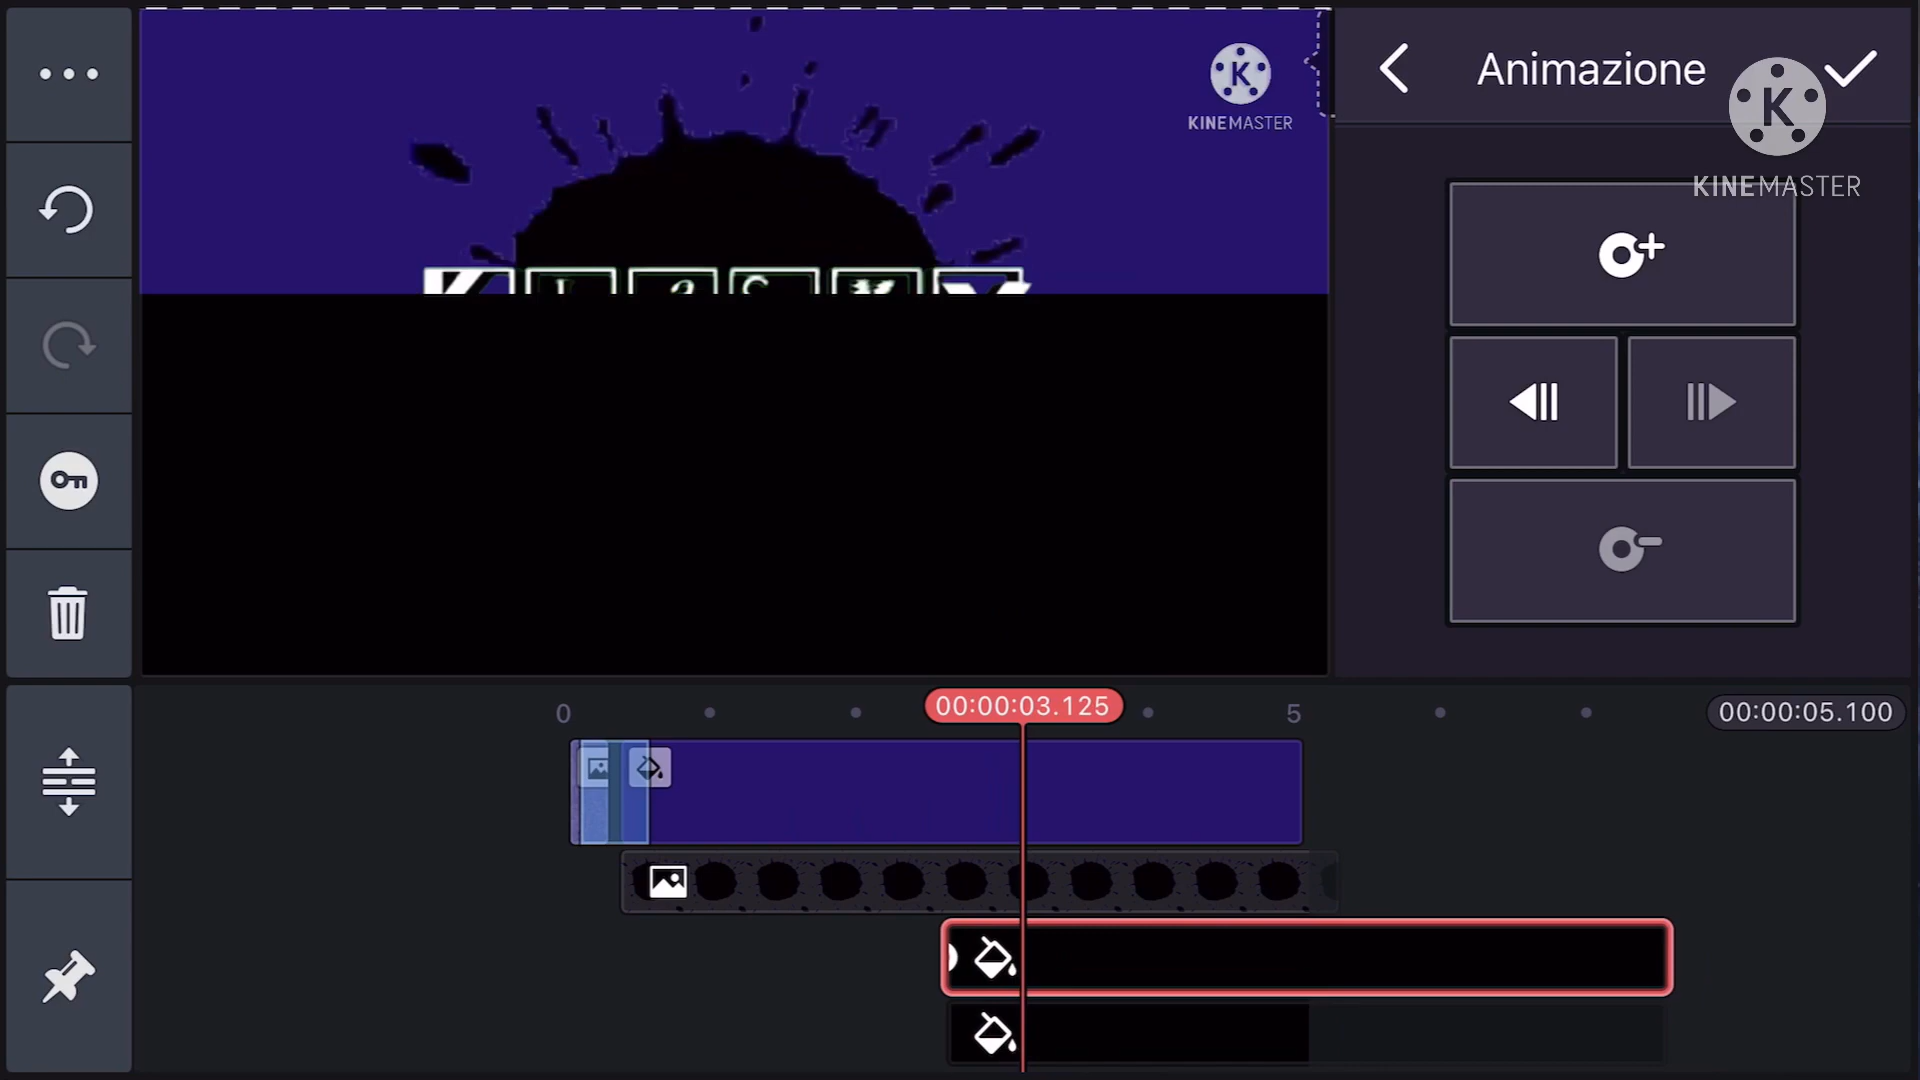 Animazione
K
KINEMASTER
K
KINEMASTER
0
00:00:03.125
5
00:00:05.100